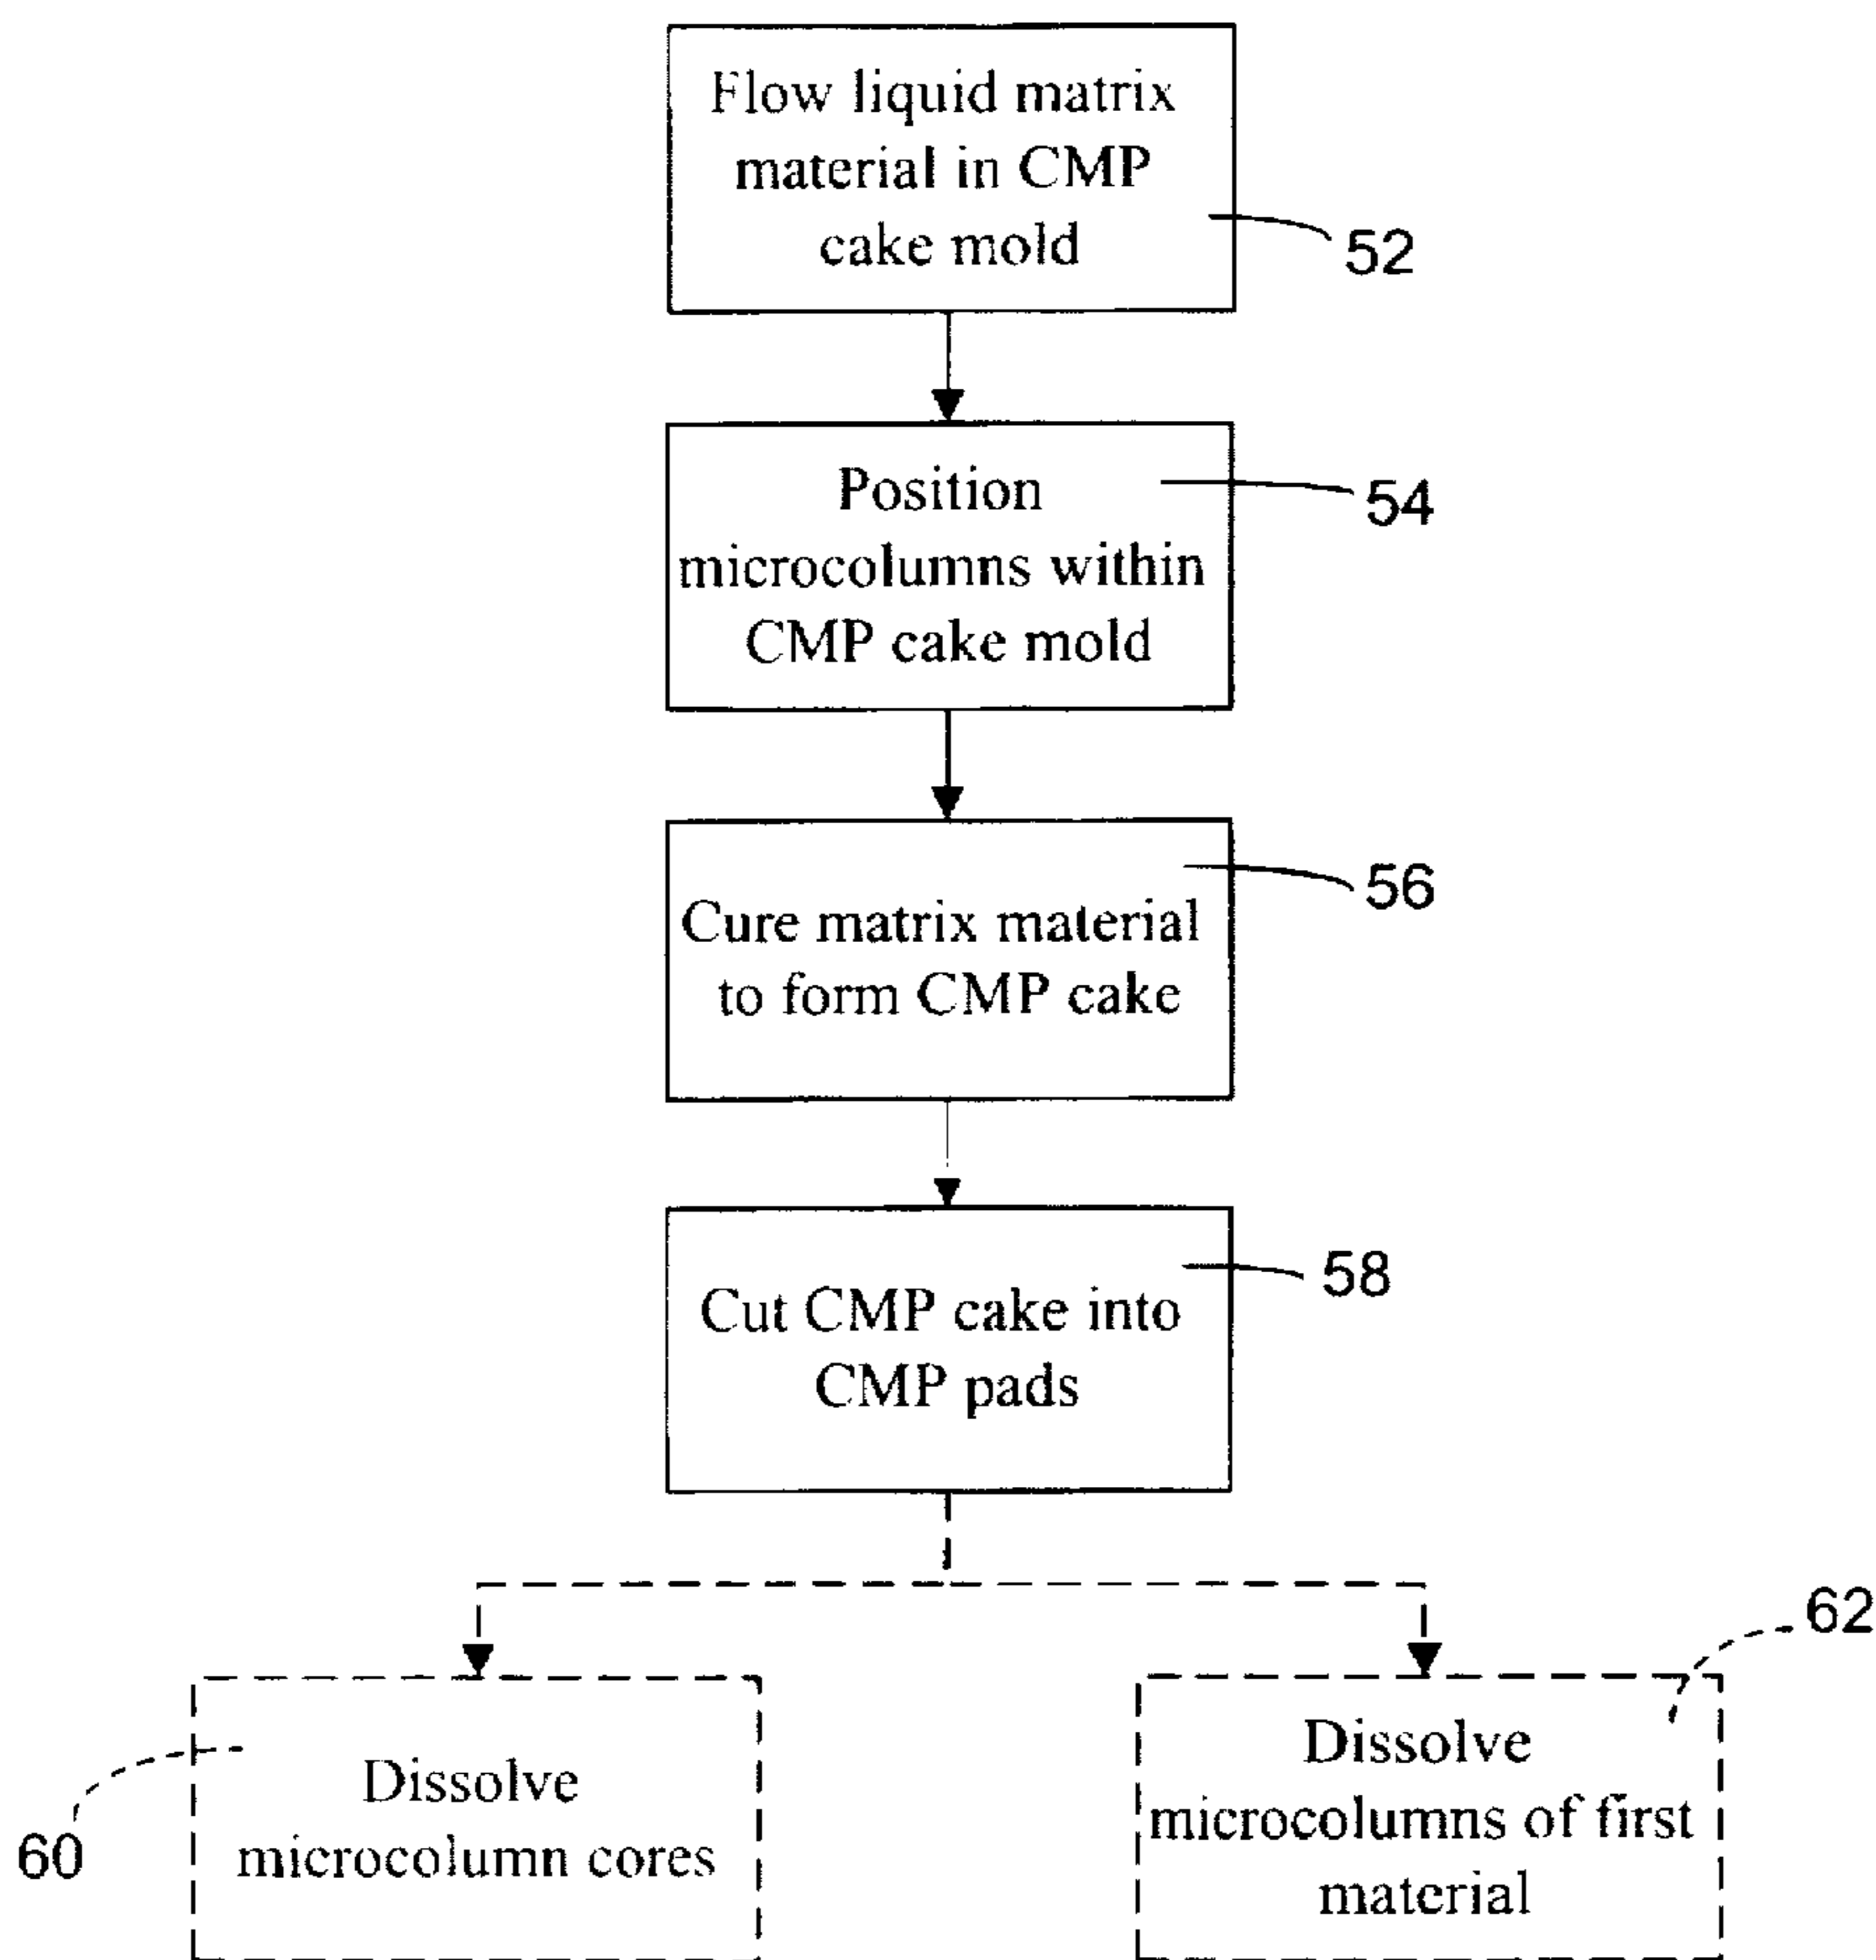 Flow liquid matrix
material in CMP
cake mold
52
Position
microcolumns within
CMP cake mold
54
Cure matrix material
to form CMP cake
56
Cut CMP cake into
CMP pads
58
Dissolve
microcolumn cores
60
Dissolve
microcolumns of first
material
62